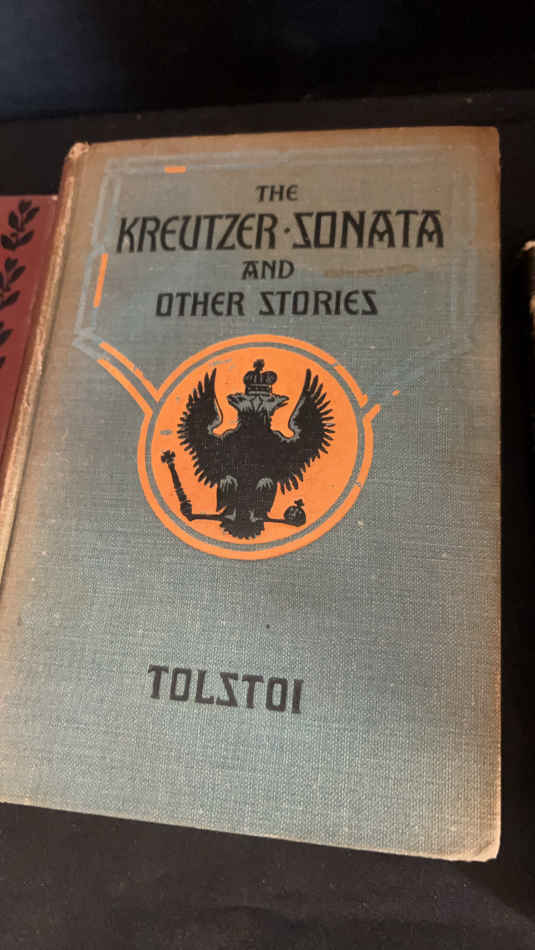 THE
KREUTZER·SONATA
AND
OTHER STORIES
TOLSTOI